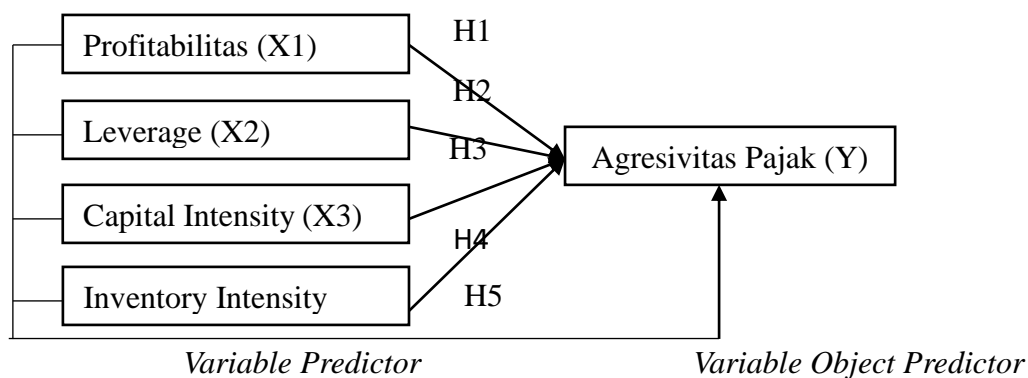 Profitabilitas (X1)
H1
H2
Leverage (X2)
H3
Agresivitas Pajak (Y)
Capital Intensity (X3)
H4
Inventory Intensity
H5
Variable Predictor
Variable Object Predictor